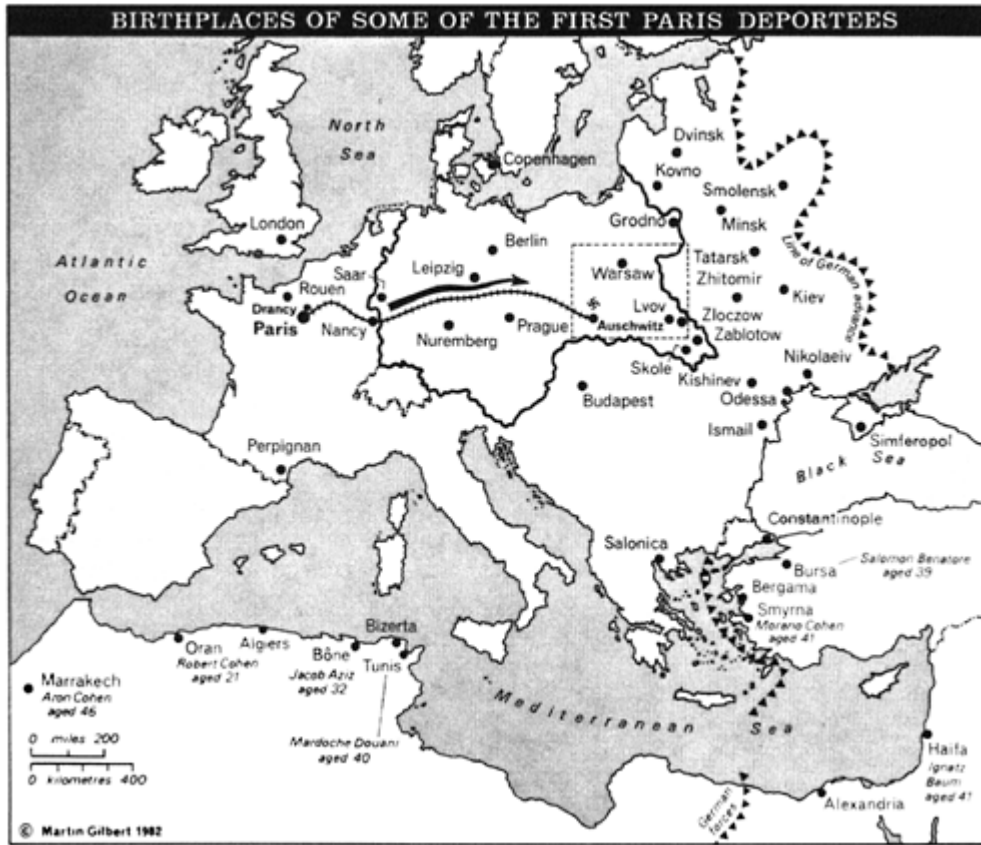 BIRTHPLACES OF SOME OF THE FIRST PARIS DEPORTEES
North
Sea
Dvinsk
Copenhagen
Kovno
Smolensk
Minsk
London
Grodno
Berlin
Line of German advance
Atlantic
Ocean
Saar
Leipzig
Warsaw
Tatarsk
Zhitomir
Rouen
Drancy
Paris
Nancy
Kiev
Lvov
Zloczow
Nuremberg
Prague
Auschwitz
Zablotow
Skole
Nikolaeiv
Kishinev
Budapest
Odessa
Ismail
Simferopol
Perpignan
Black Sea
Constantinople
Salonica
Bursa
Salomon Benatore
aged 39
Bergama
Smyrna
Morano Cohen
aged 41
Bizerta
Oran
Robert Cohen
aged 21
Algiers
Bône
Jacob Aziz
aged 32
Tunis
Marrakech
Aron Cohen
aged 46
Mardoche Douani
aged 40
Mediterranean Sea
0 miles 200
0 kilometres 400
Haifa
Ignatz
Baum
aged 41
Alexandria
German
forces
© Martin Gilbert 1982